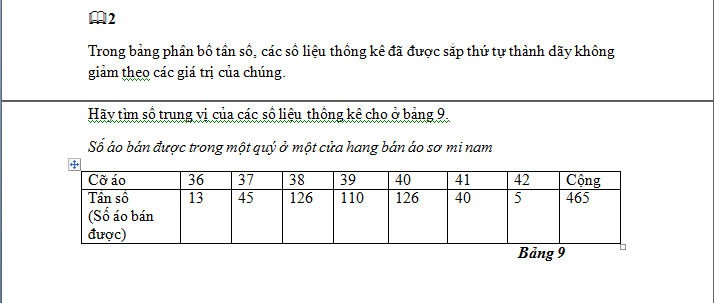 2
Trong bảng phân bố tần số, các số liệu thống kê đã được sắp thứ tự thành dãy không
giảm theo các giá trị của chúng.
Hãy tìm số trung vị của các số liệu thống kê cho ở bảng 9.
Số áo bán được trong một quý ở một cửa hang bán áo sơ mi nam
Cỡ áo 36 37 38 39 40 41 42 Cộng
Tần số 13 45 126 110 126 40 5 465
(Số áo bán
được)
Bảng 9